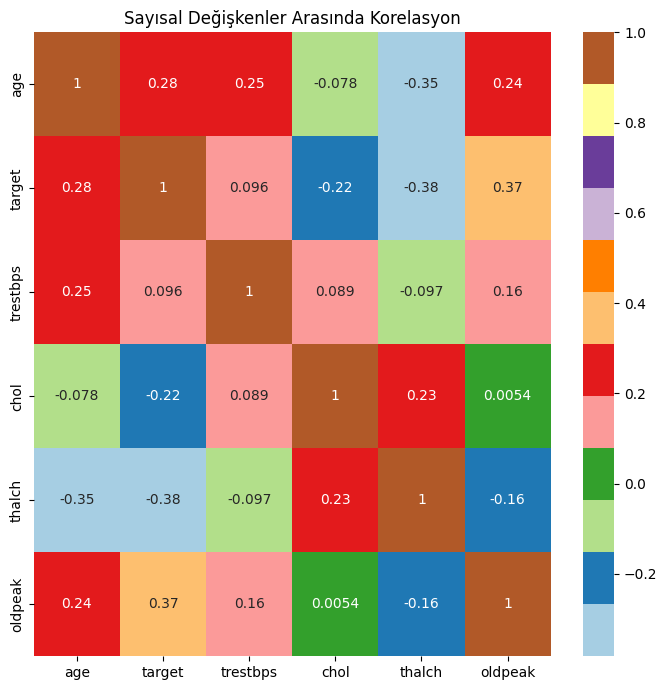 Sayısal Değişkenler Arasında Korelasyon
age 1 0.28 0.25 -0.078 -0.35 0.24
target 0.28 1 0.096 -0.22 -0.38 0.37
trestbps 0.25 0.096 1 0.089 -0.097 0.16
chol -0.078 -0.22 0.089 1 0.23 0.0054
thalch -0.35 -0.38 -0.097 0.23 1 -0.16
oldpeak 0.24 0.37 0.16 0.0054 -0.16 1
age target trestbps chol thalch oldpeak
1.0
0.8
0.6
0.4
0.2
0.0
−0.2